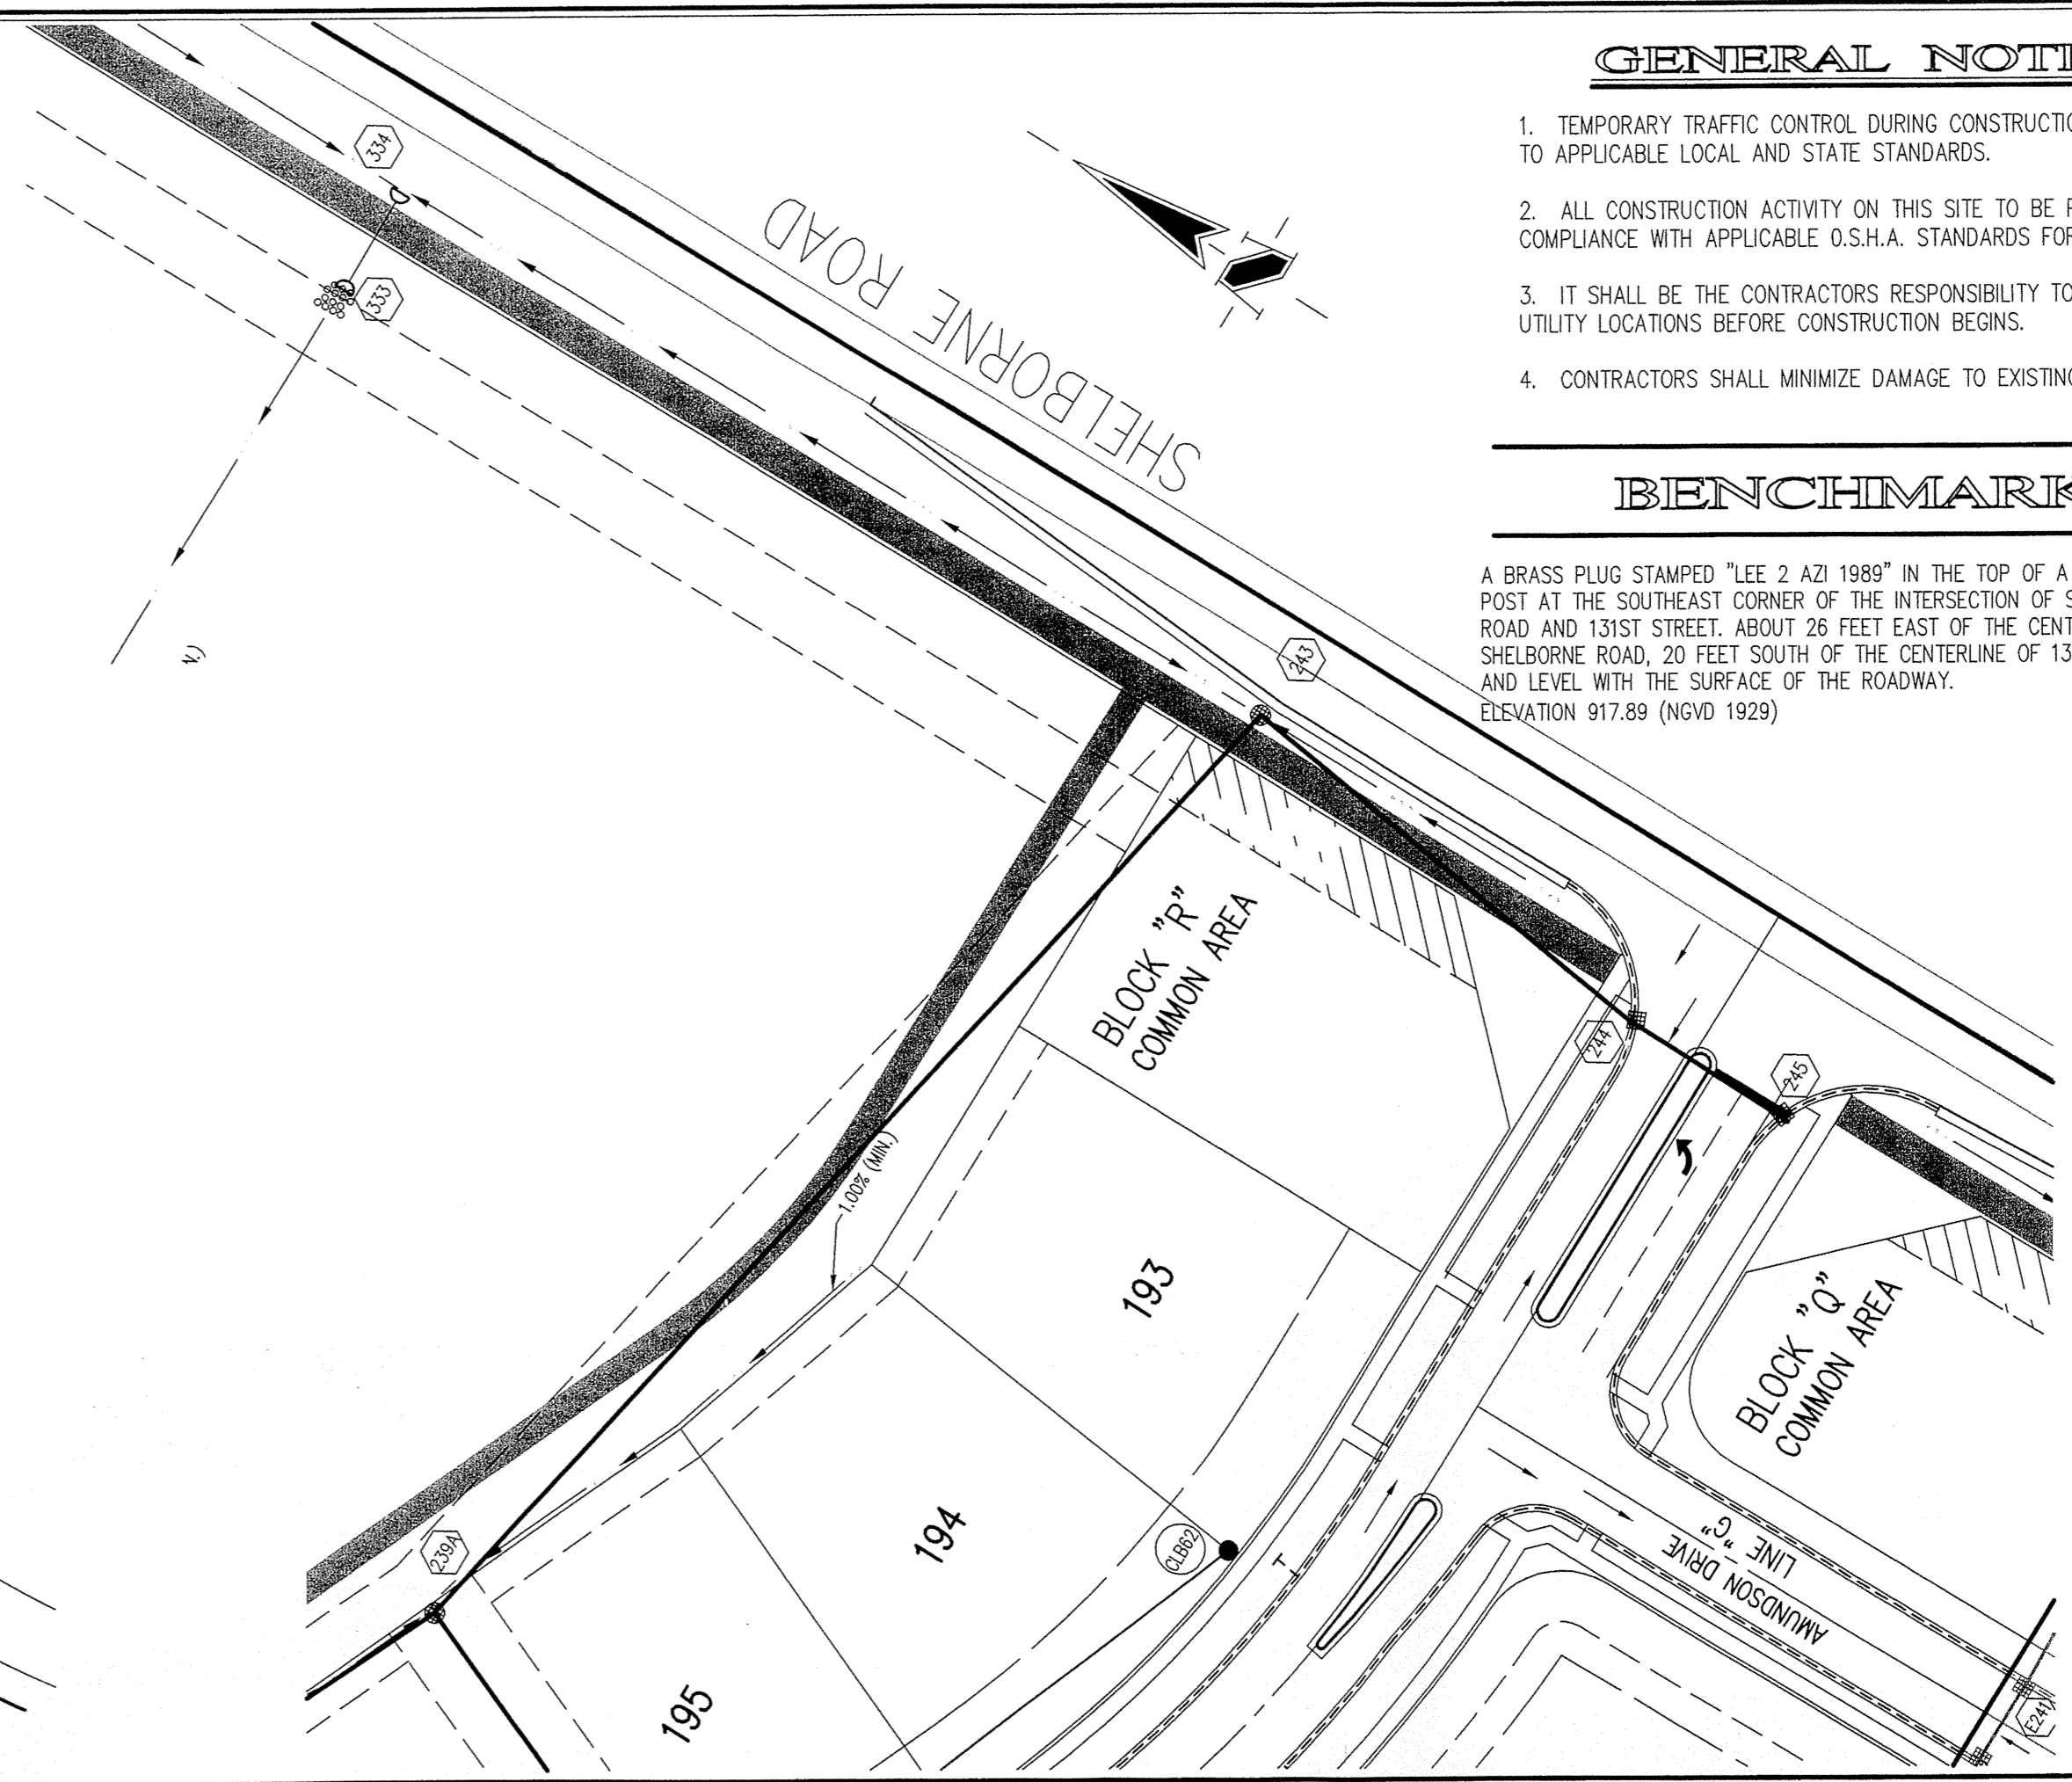 GENERAL NOT
1. TEMPORARY TRAFFIC CONTROL DURING CONSTRUCTI
TO APPLICABLE LOCAL AND STATE STANDARDS.
2. ALL CONSTRUCTION ACTIVITY ON THIS SITE TO BE
COMPLIANCE WITH APPLICABLE O.S.H.A. STANDARDS FOR
3. IT SHALL BE THE CONTRACTORS RESPONSIBILITY TO
UTILITY LOCATIONS BEFORE CONSTRUCTION BEGINS.
4. CONTRACTORS SHALL MINIMIZE DAMAGE TO EXISTING
BENCHMARK
A BRASS PLUG STAMPED "LEE 2 AZI 1989" IN THE TOP OF A
POST AT THE SOUTHEAST CORNER OF THE INTERSECTION OF S
ROAD AND 131ST STREET. ABOUT 26 FEET EAST OF THE CENT
SHELBORNE ROAD, 20 FEET SOUTH OF THE CENTERLINE OF 13
AND LEVEL WITH THE SURFACE OF THE ROADWAY.
ELEVATION 917.89 (NGVD 1929)
334
333
SHELBORNE ROAD
N.)
243
BLOCK "R"
COMMON AREA
244
245
1.00% (MIN.)
193
BLOCK "Q"
COMMON AREA
194
239A
CLB62
AMUNDSON DRIVE
LINE "G"
195
E241